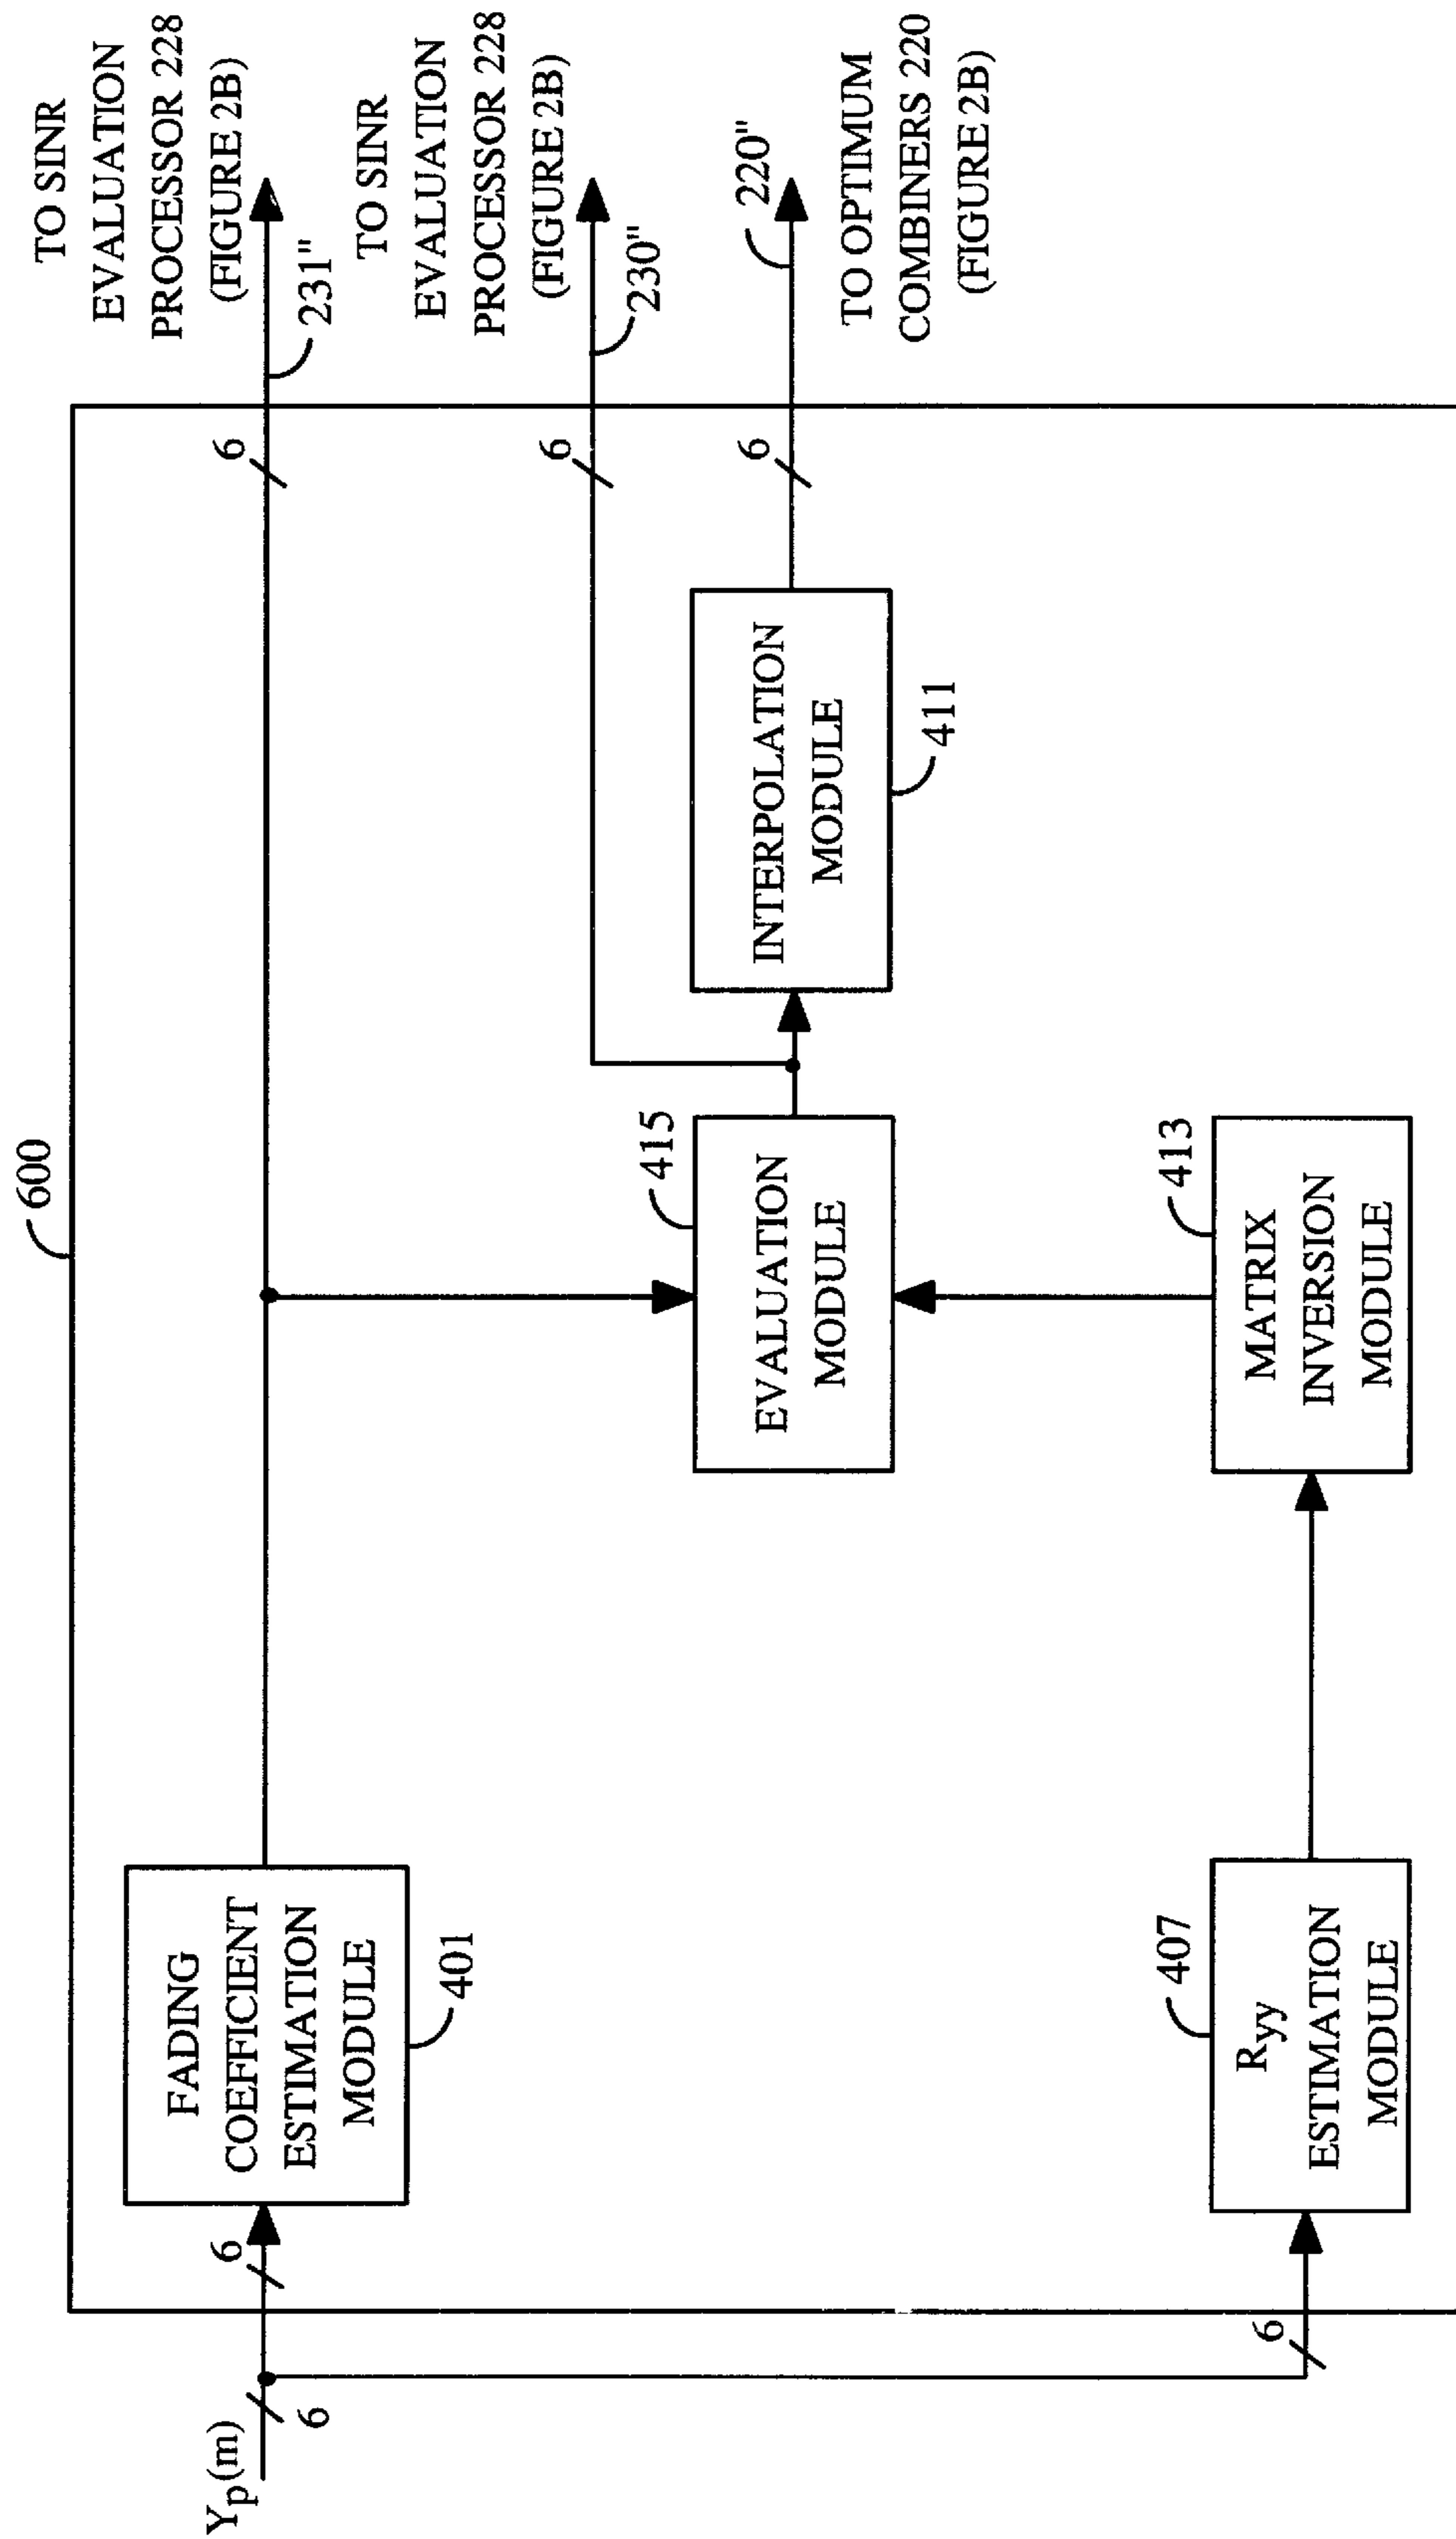 600
Yp(m)
6
6
6
FADING
COEFFICIENT
ESTIMATION
MODULE
401
Ryy
ESTIMATION
MODULE
407
MATRIX
INVERSION
MODULE
413
EVALUATION
MODULE
415
INTERPOLATION
MODULE
411
6
231"
TO SINR
EVALUATION
PROCESSOR 228
(FIGURE 2B)
6
230"
TO SINR
EVALUATION
PROCESSOR 228
(FIGURE 2B)
6
220"
TO OPTIMUM
COMBINERS 220
(FIGURE 2B)